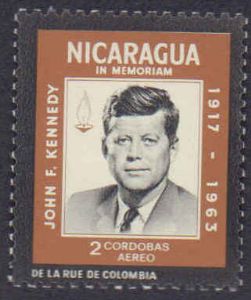 NICARAGUA
IN MEMORIAM
JOHN F. KENNEDY
1917 - 1963
2 CORDOBAS
AEREO
DE LA RUE DE COLOMBIA